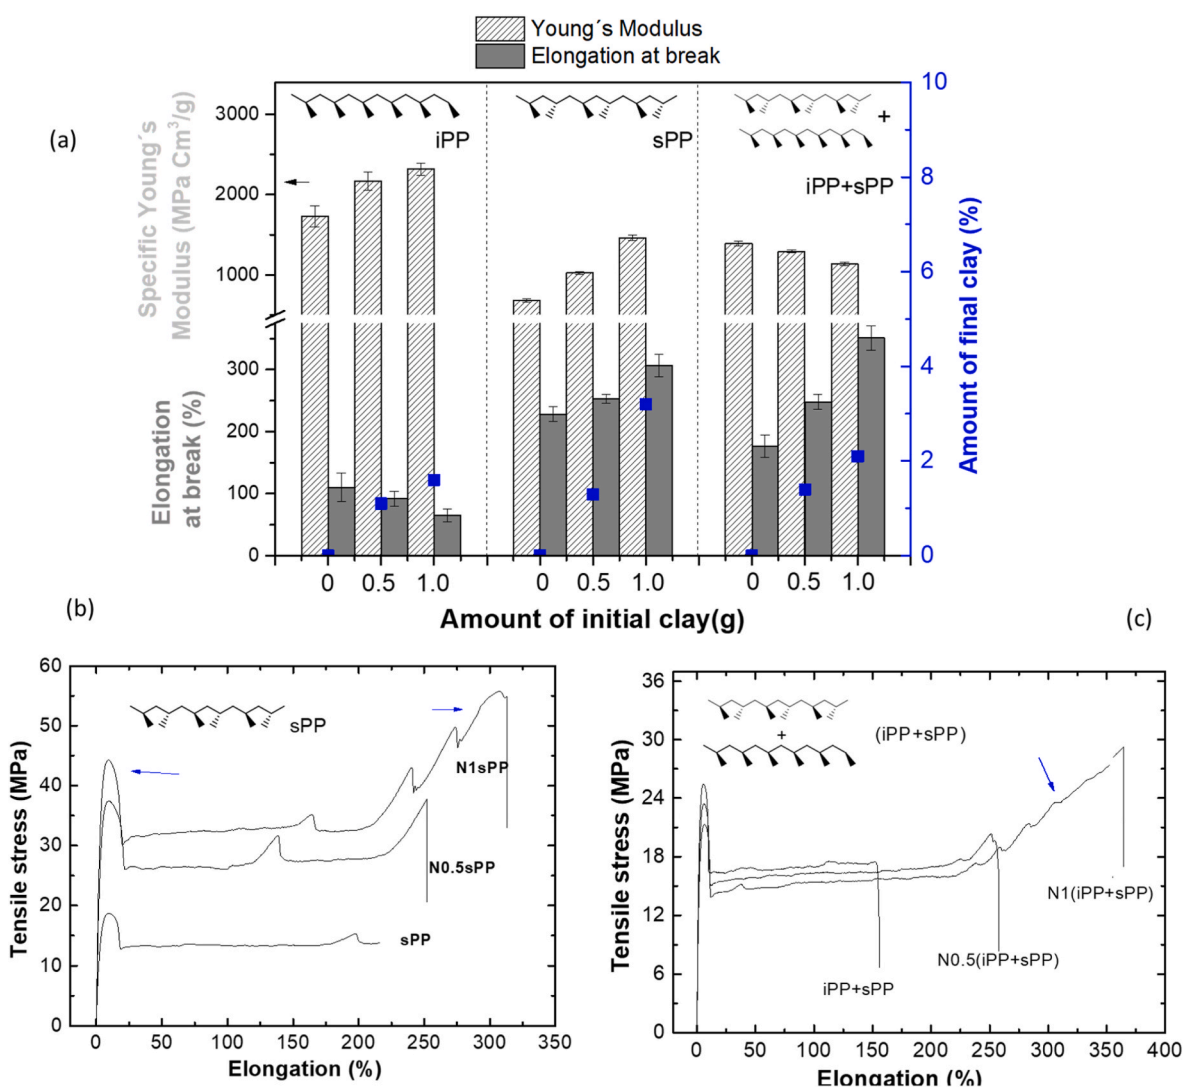 Young´s Modulus
Elongation at break
(a)
Specific Young´s
Modulus (MPa Cm³/g)
Elongation
at break (%)
3000
2000
1000
300
200
100
0
iPP
sPP
+
iPP+sPP
10
8
6
4
2
0
Amount of final clay (%)
0 0.5 1.0 0 0.5 1.0 0 0.5 1.0
Amount of initial clay(g)
(b)
Tensile stress (MPa)
60
50
40
30
20
10
0
sPP
N1sPP
N0.5sPP
sPP
0 50 100 150 200 250 300 350
Elongation (%)
(c)
Tensile stress (MPa)
36
30
24
18
12
6
0
+
(iPP+sPP)
N1(iPP+sPP)
N0.5(iPP+sPP)
iPP+sPP
0 50 100 150 200 250 300 350 400
Elongation (%)